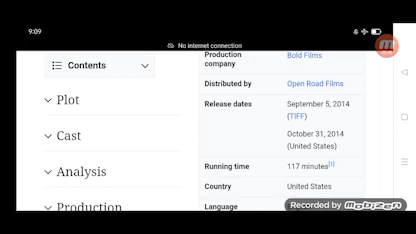 9:09
No internet connection
Contents
Plot
Cast
Analysis
Production
Production company
Bold Films
Distributed by
Open Road Films
Release dates
September 5, 2014
(TIFF)
October 31, 2014
(United States)
Running time
117 minutes[1]
Country
United States
Language
Recorded by Mobizen